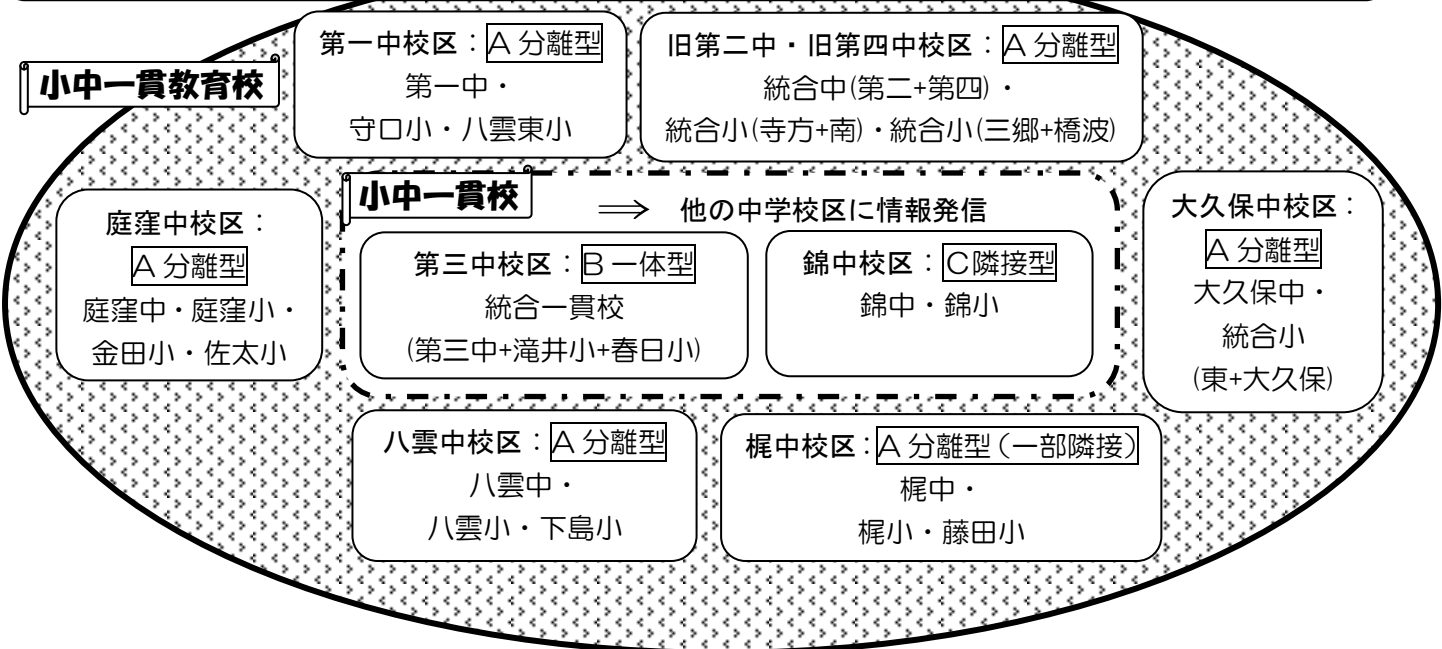 小中一貫教育校
第一中校区：A 分離型
第一中・
守口小・八雲東小
旧第二中・旧第四中校区：A 分離型
統合中(第二+第四)・
統合小(寺方+南)・統合小(三郷+橋波)
庭窪中校区：
A 分離型
庭窪中・庭窪小・
金田小・佐太小
小中一貫校
⇒ 他の中学校区に情報発信
第三中校区：B 一体型
統合一貫校
(第三中+滝井小+春日小)
錦中校区：C隣接型
錦中・錦小
大久保中校区：
A 分離型
大久保中・
統合小
(東+大久保)
八雲中校区：A 分離型
八雲中・
八雲小・下島小
梶中校区：A 分離型（一部隣接）
梶中・
梶小・藤田小